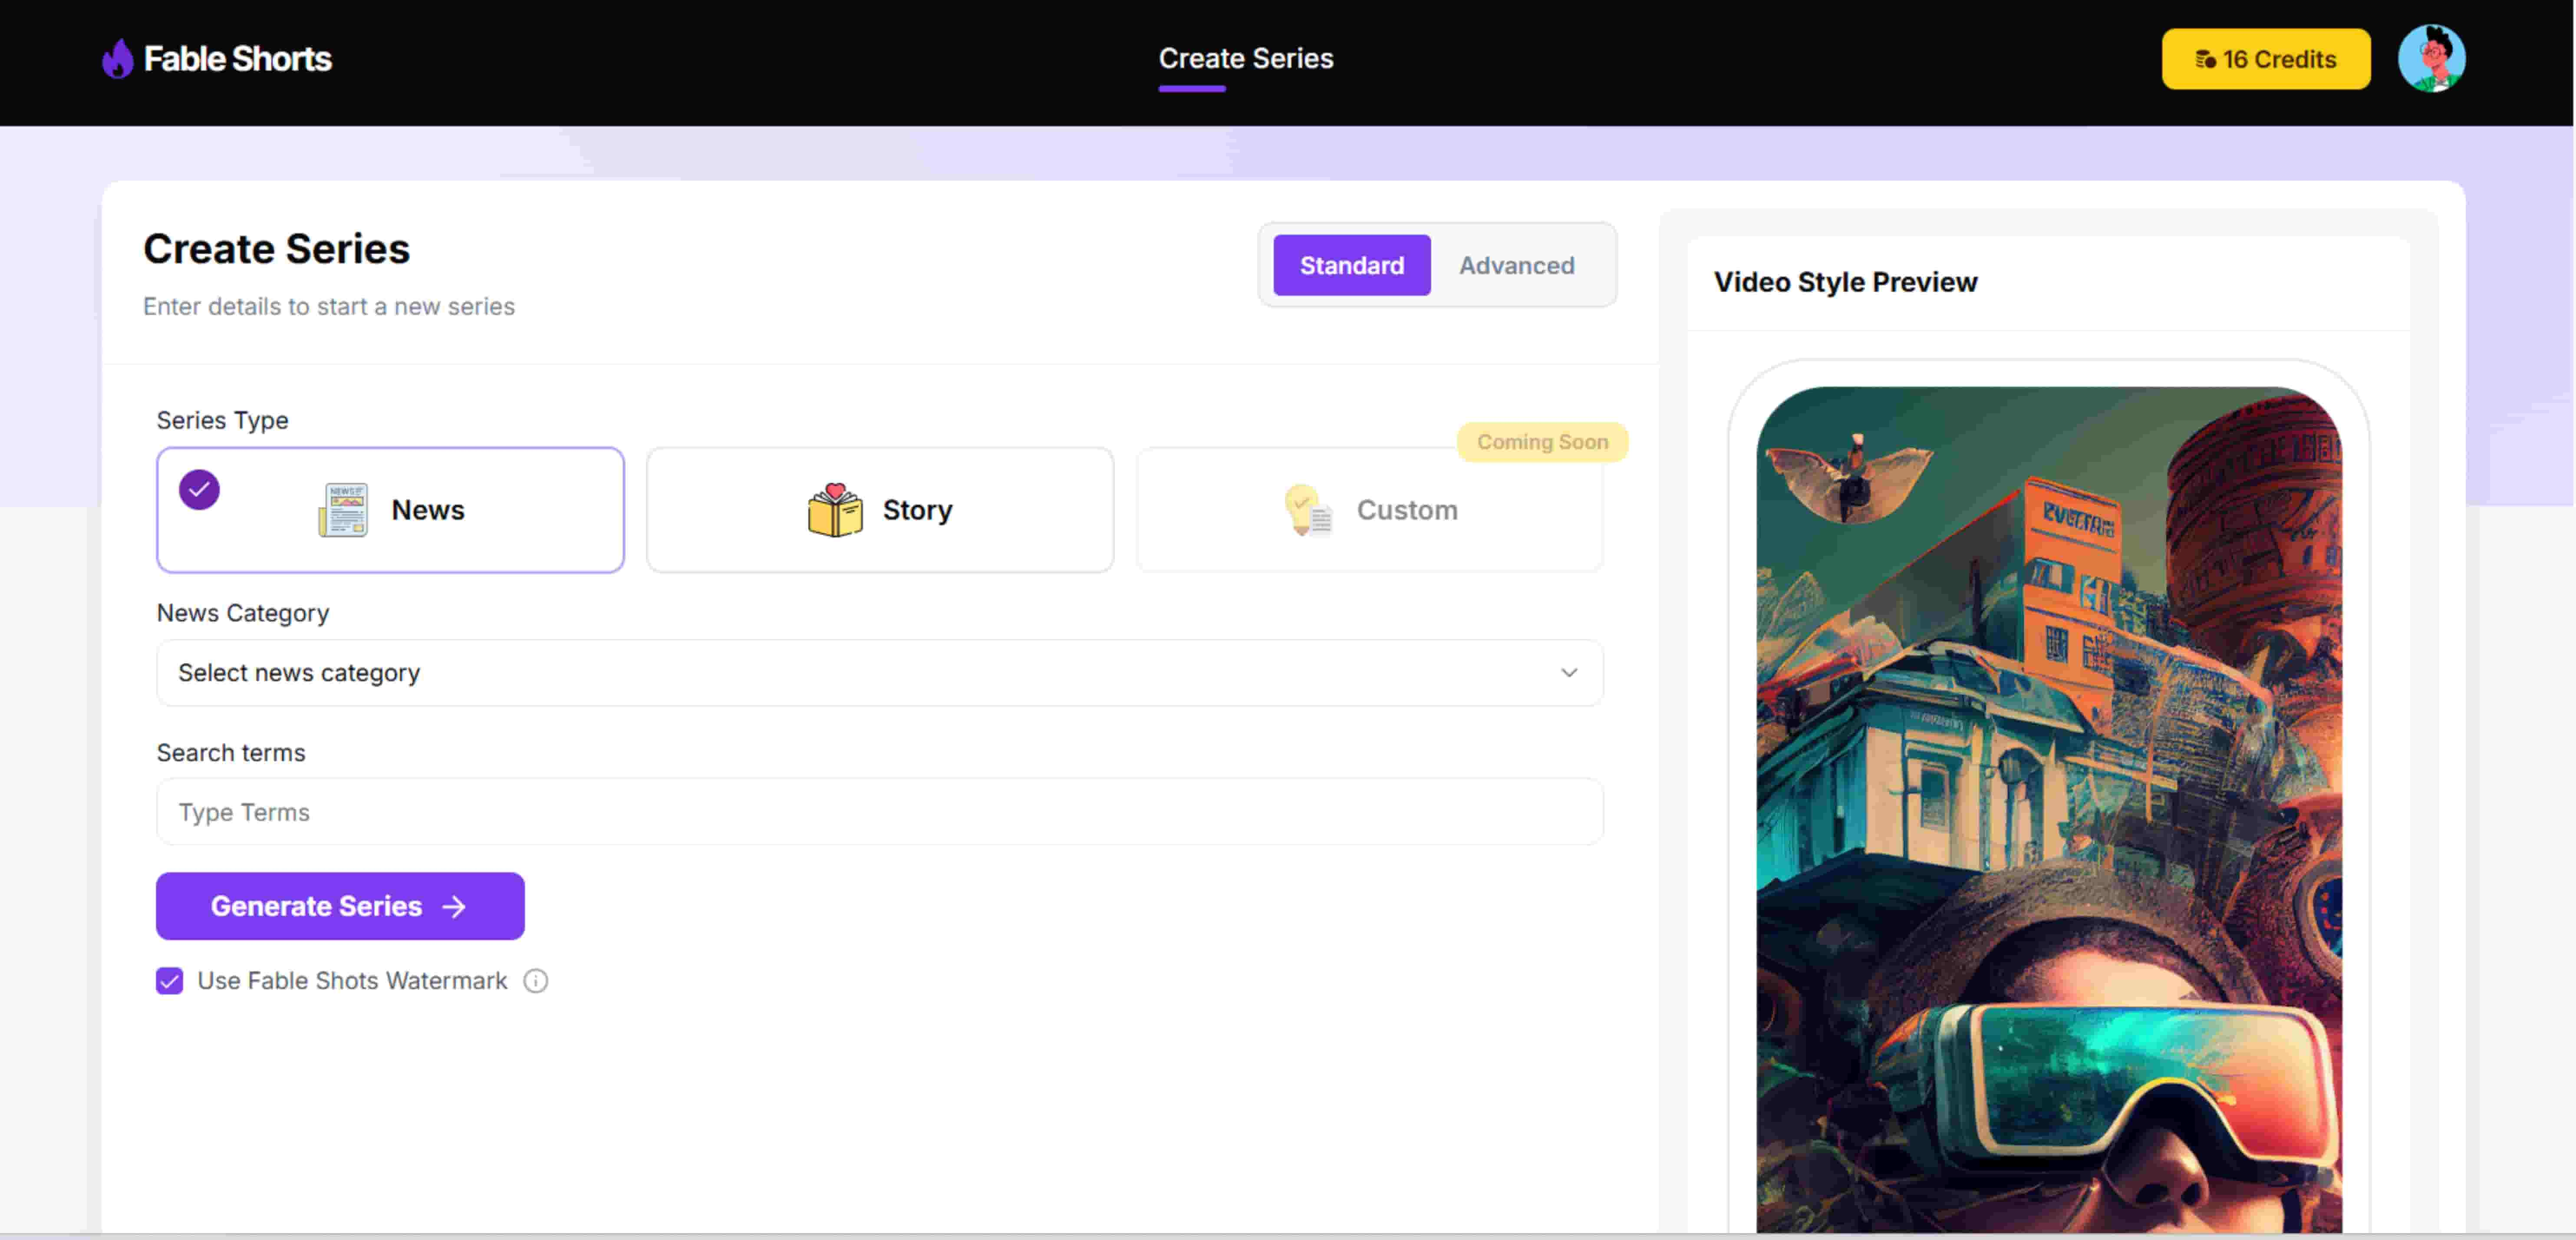 Fable Shorts
Create Series
16 Credits
Create Series
Enter details to start a new series
Standard
Advanced
Video Style Preview
Series Type
Coming Soon
NEWS
News
Story
Custom
News Category
Select news category
Search terms
Type Terms
Generate Series
Use Fable Shots Watermark